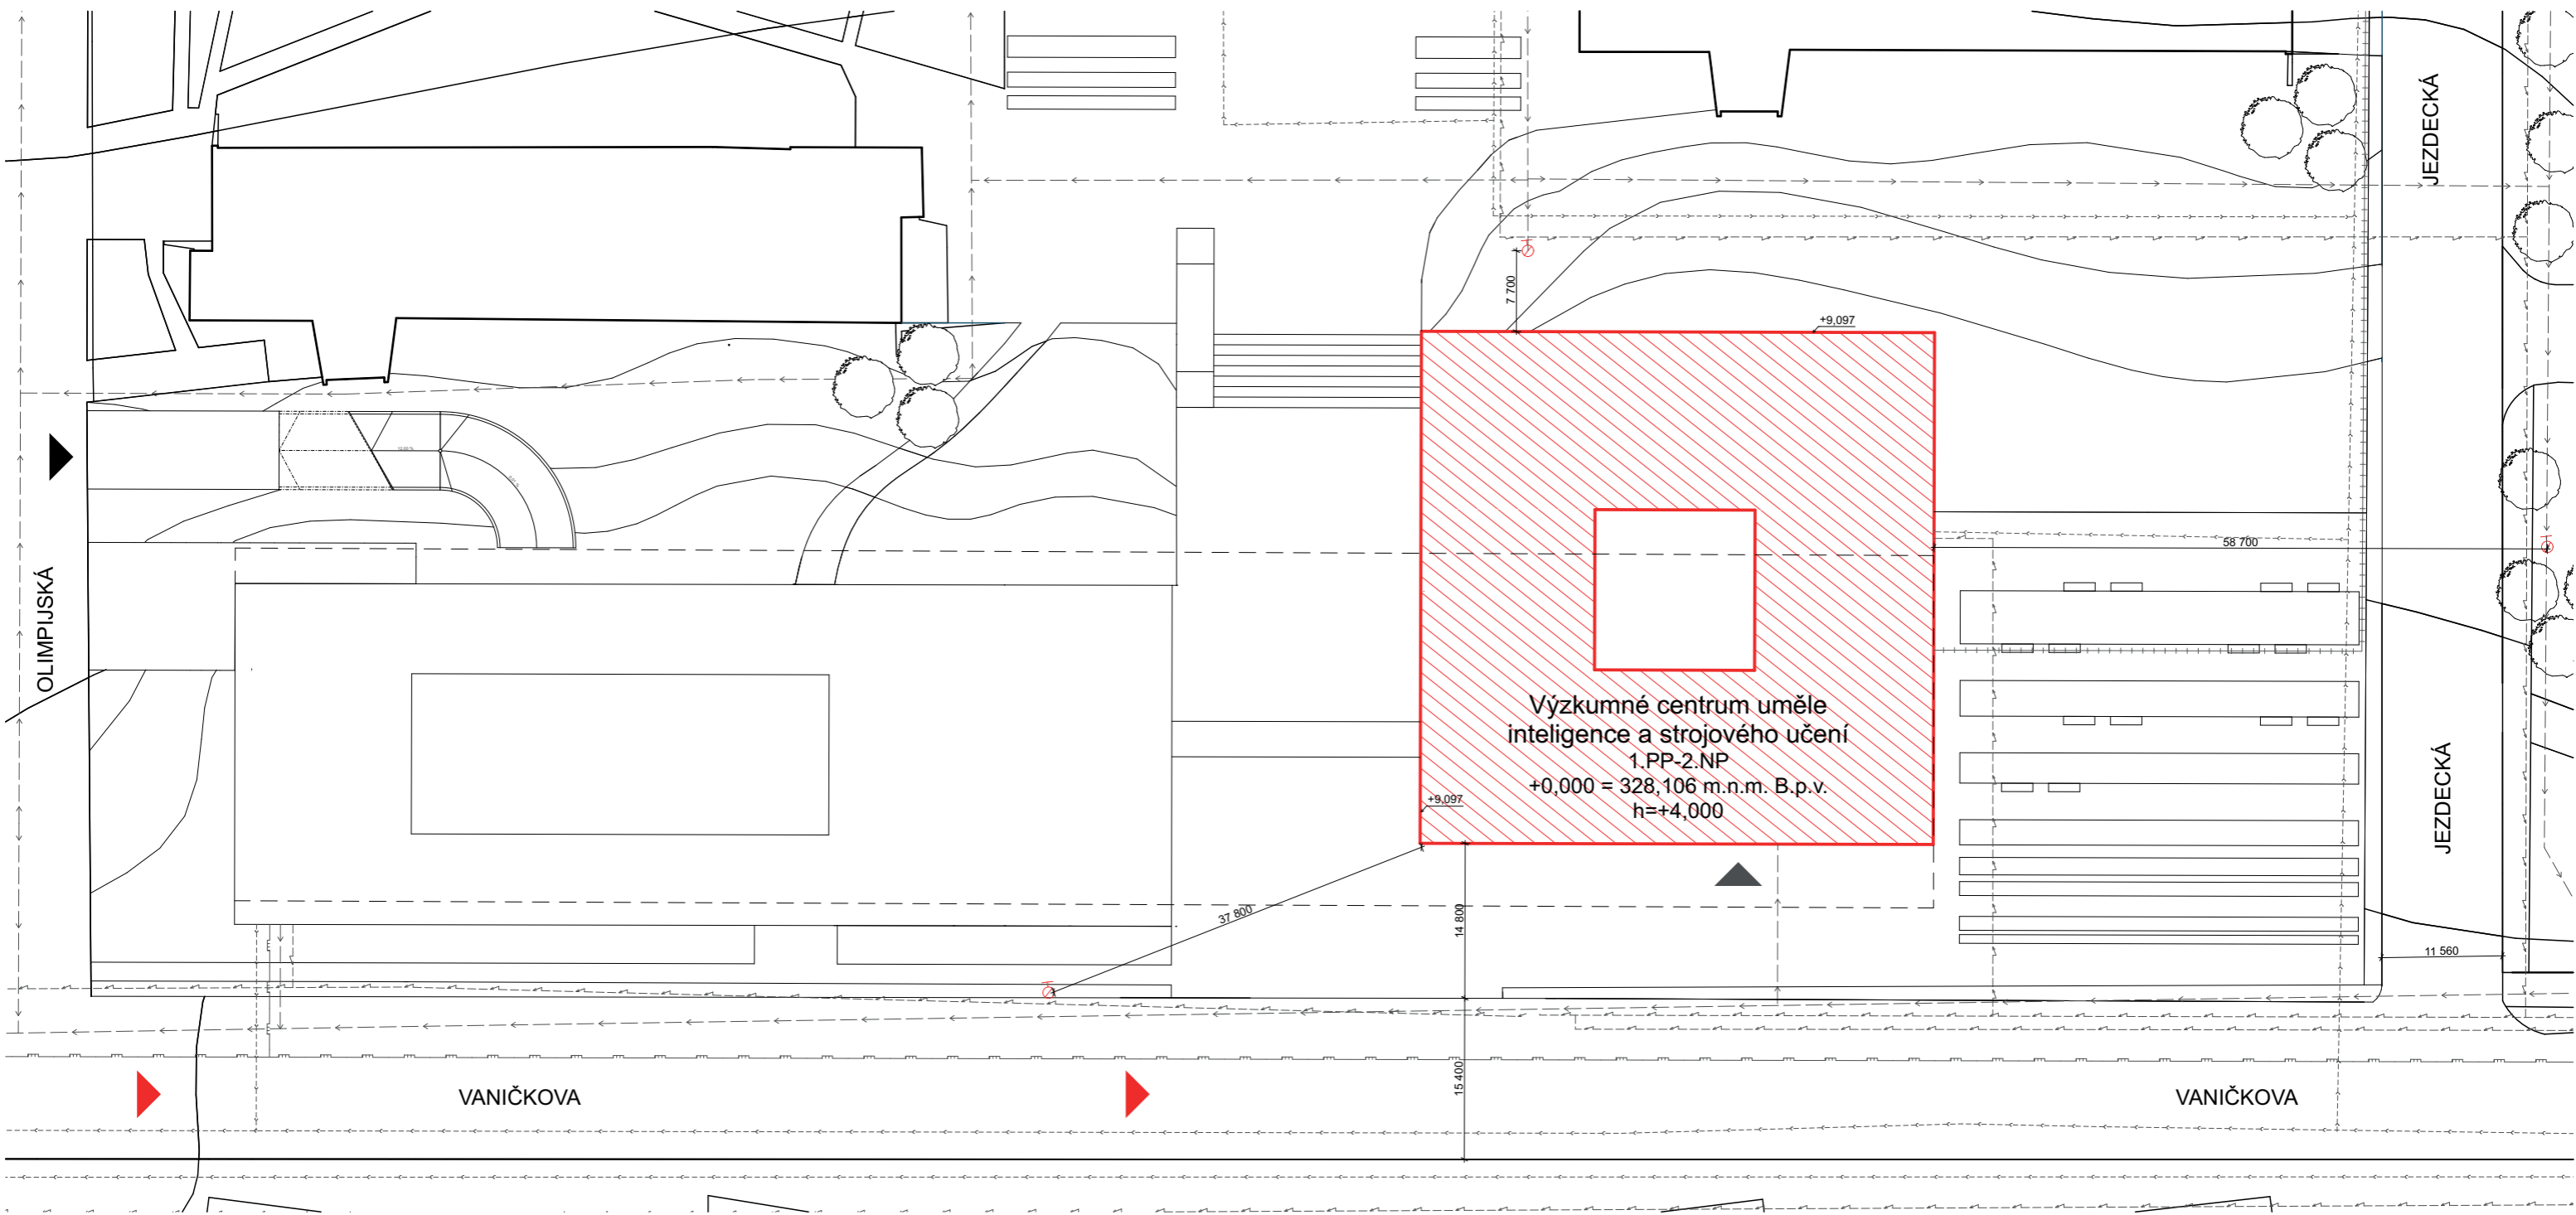 JEZDECKÁ
7 700
+9,097
58 700
OLIMPIJSKÁ
Výzkumné centrum uměle
inteligence a strojového učení
1.PP-2.NP
+0,000 = 328,106 m.n.m. B.p.v.
h=+4,000
+9,097
JEZDECKÁ
37 800
14 800
11 560
15 400
VANIČKOVA
VANIČKOVA